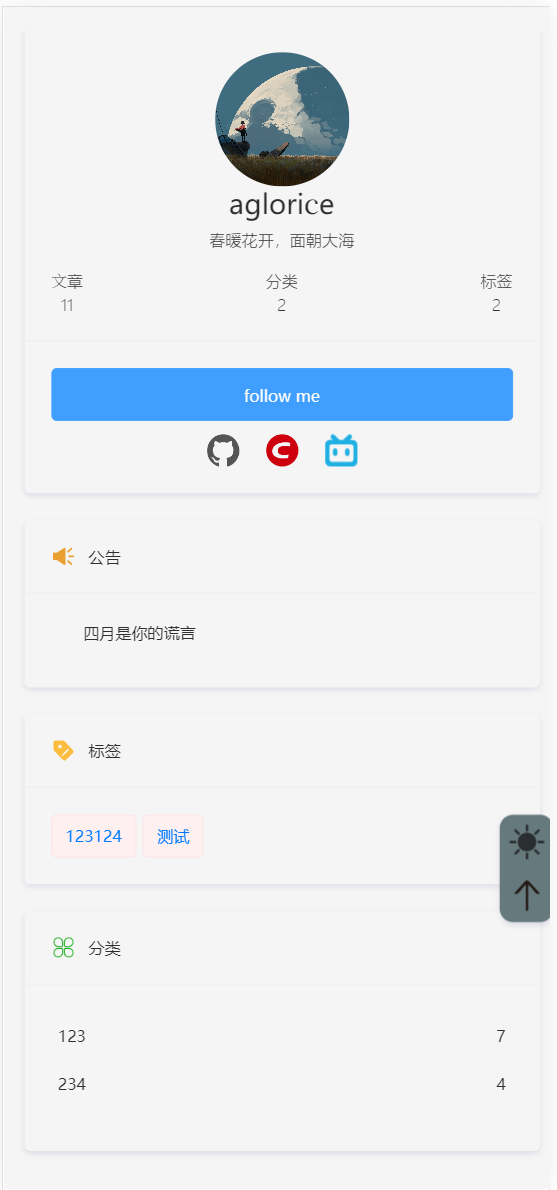 aglorice
春暖花开，面朝大海
文章 分类 标签
11 2 2
follow me
公告
四月是你的谎言
标签
123124 测试
分类
123 7
234 4